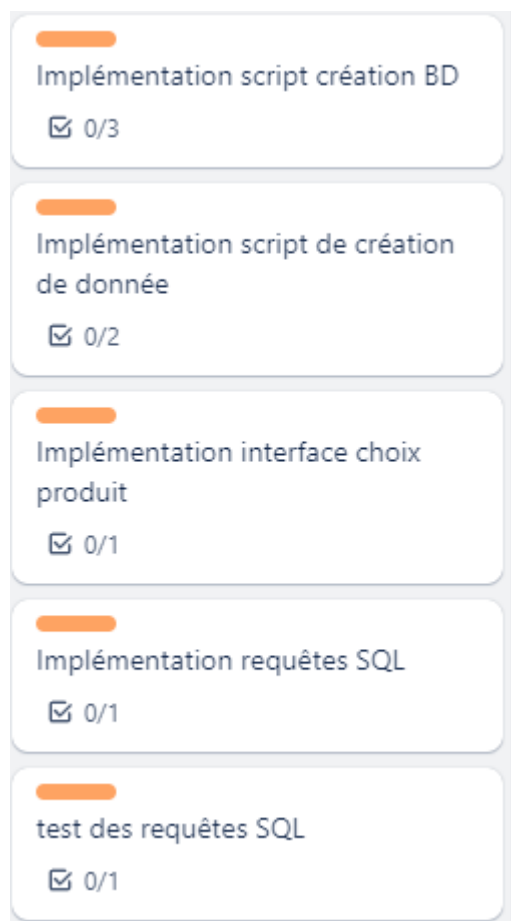 Implémentation script création BD
0/3
Implémentation script de création
de donnée
0/2
Implémentation interface choix
produit
0/1
Implémentation requêtes SQL
0/1
test des requêtes SQL
0/1